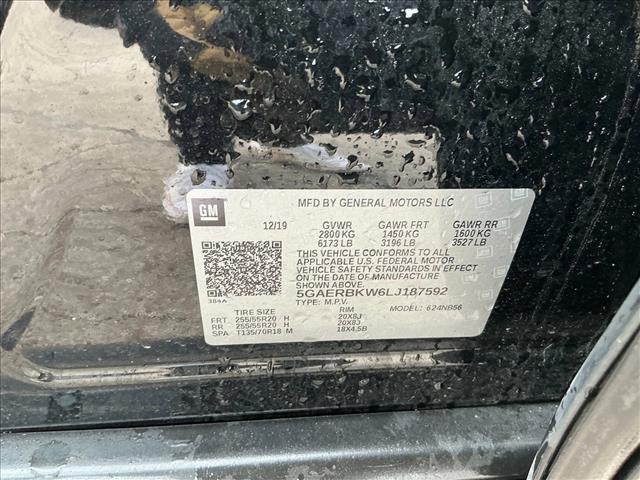 GM
MFD BY GENERAL MOTORS LLC
12/19 GVWR GAWR FRT GAWR RR
2800 KG 1450 KG 1600 KG
6173 LB 3196 LB 3527 LB
THIS VEHICLE CONFORMS TO ALL
APPLICABLE U.S. FEDERAL MOTOR
VEHICLE SAFETY STANDARDS IN EFFECT
ON THE DATE OF MANUFACTURE
SHOWN ABOVE.
5GAERBKW6LJ187592
384A
TYPE: M.P.V. MODEL: 624NB56
TIRE SIZE RIM
FRT 255/55R20 H 20X8J
RR 255/55R20 H 20X8J
SPA T135/70R18 M 18X4.5B